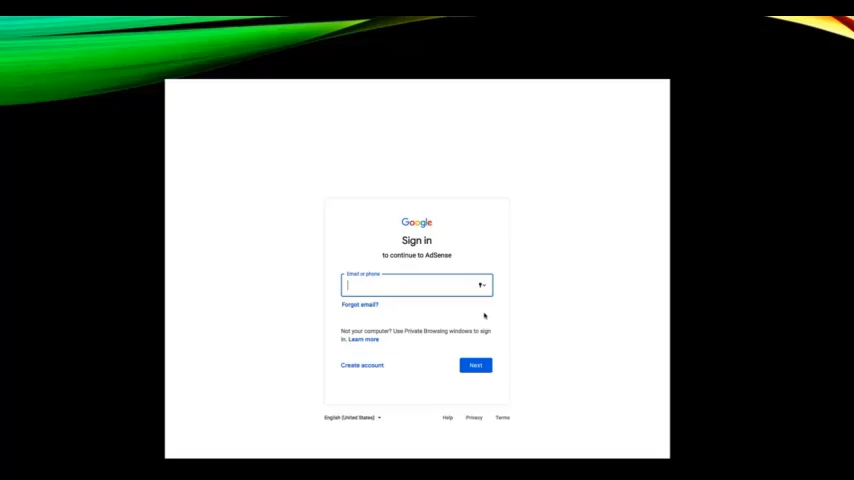 Google
Sign in
to continue to AdSense
Email or phone
Forgot email?
Not your computer? Use Private Browsing windows to sign
in. Learn more
Create account
Next
English (United States)
Help
Privacy
Terms